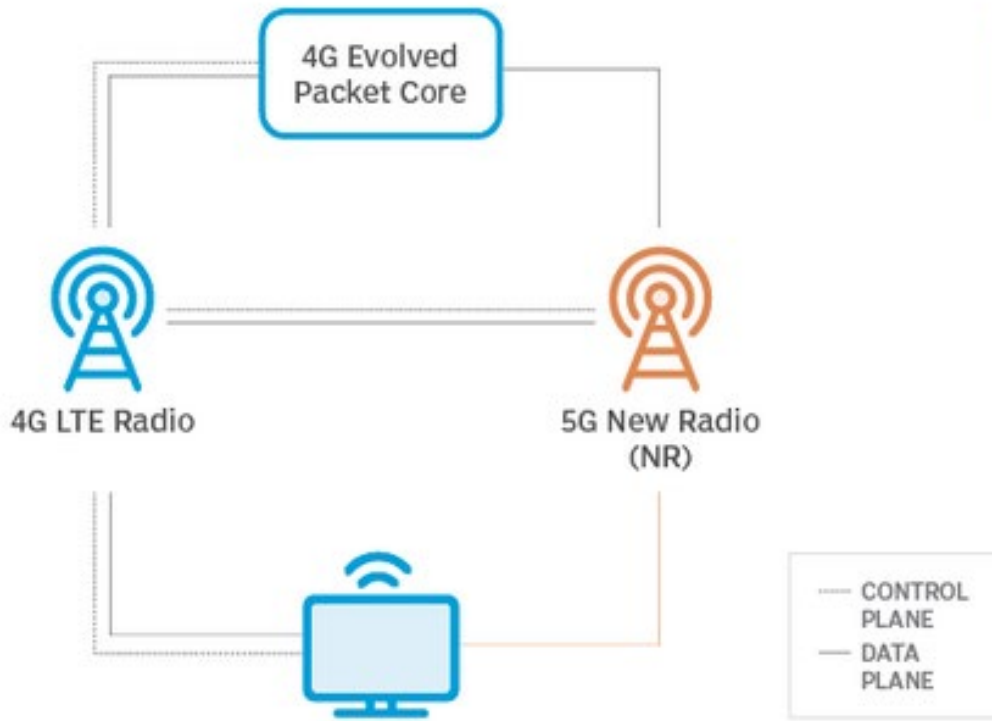 4G Evolved
Packet Core
4G LTE Radio
5G New Radio
(NR)
CONTROL
PLANE
DATA
PLANE